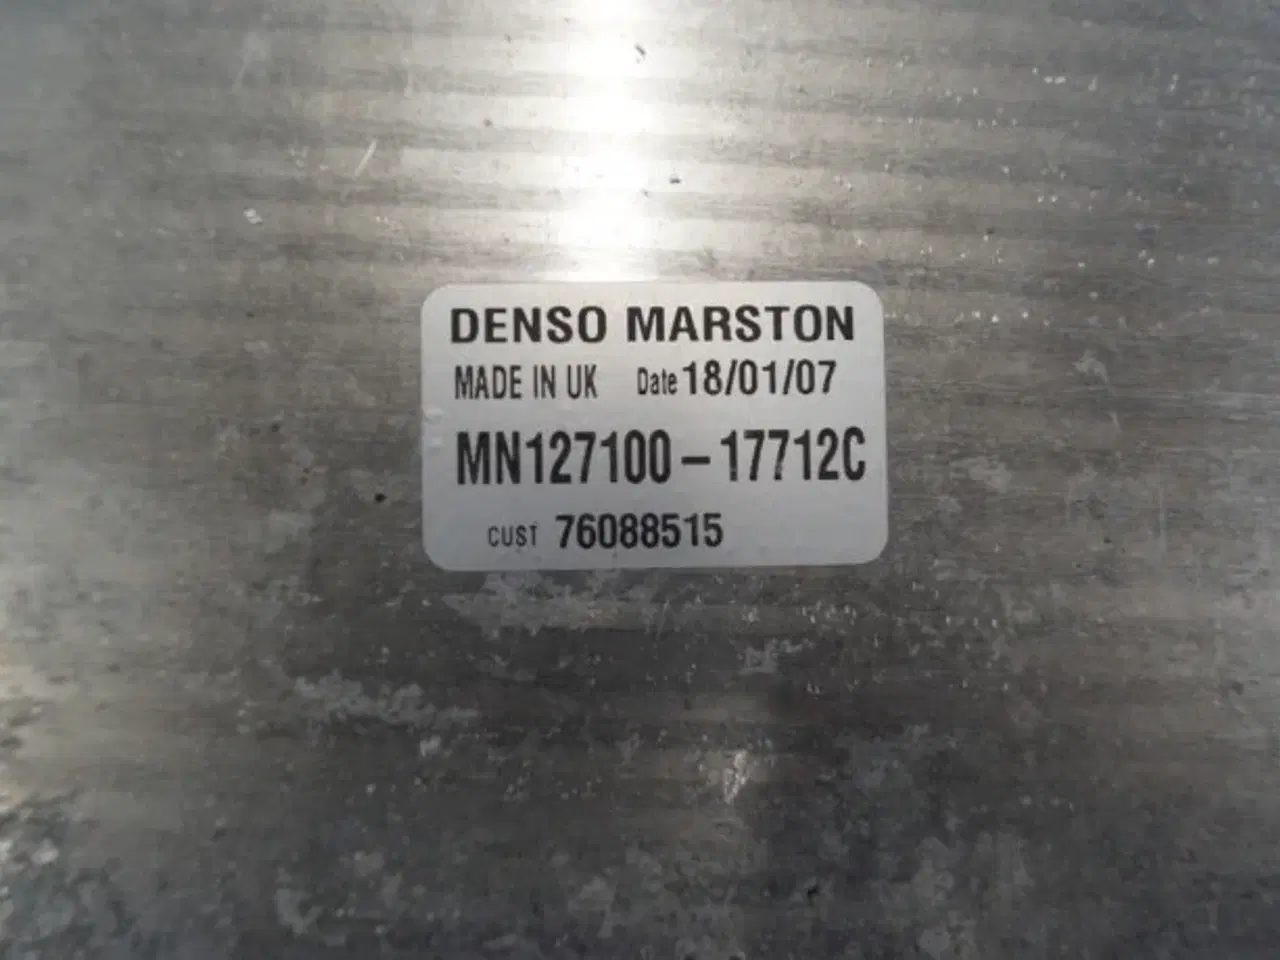 DENSO MARSTON
MADE IN UK Date 18/01/07
MN127100-17712C
CUST 76088515